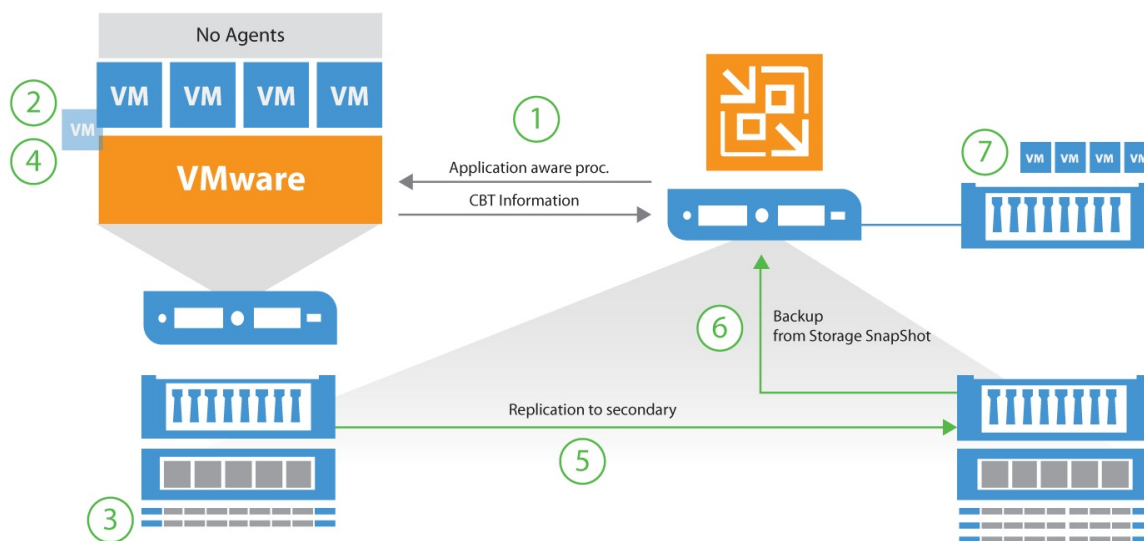 No Agents
VM VM VM VM
2
VM
4
VMware
1
Application aware proc.
CBT Information
7
VM VM VM VM
6
Backup
from Storage SnapShot
Replication to secondary
5
3